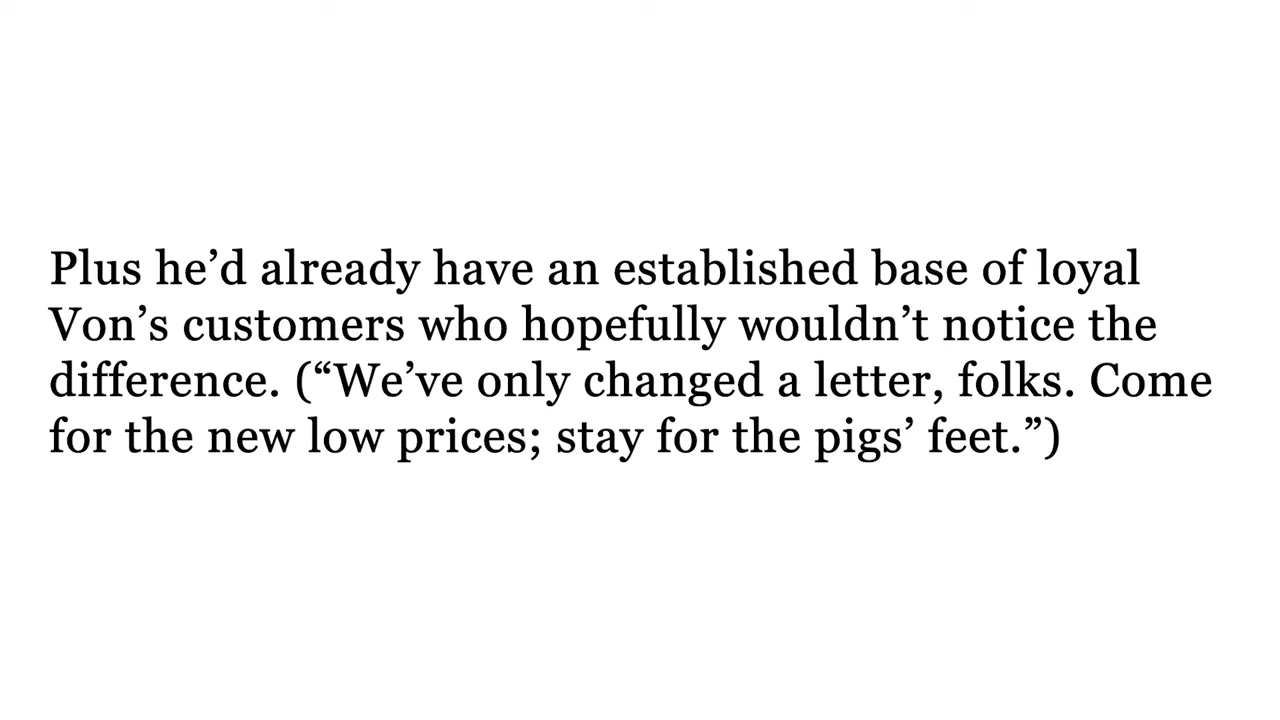 Plus he’d already have an established base of loyal
Von’s customers who hopefully wouldn’t notice the
difference. (“We’ve only changed a letter, folks. Come
for the new low prices; stay for the pigs’ feet.”)